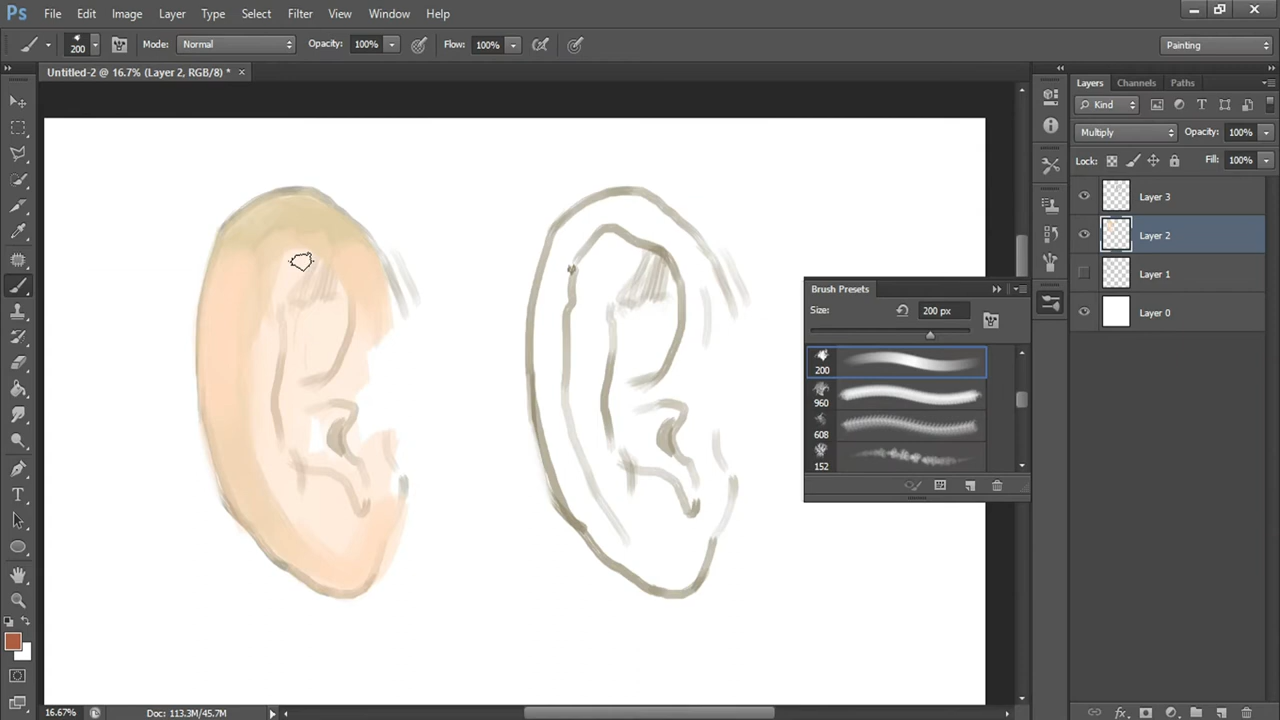 Ps File Edit Image Layer Type Select Filter View Window Help
200 Mode: Normal Opacity: 100% Flow: 100% Painting
Untitled-2 @ 16.7% (Layer 2, RGB/8) * ×
Layers Channels Paths
Kind
Multiply Opacity: 100%
Lock: Fill: 100%
Layer 3
Layer 2
Layer 1
Layer 0
Brush Presets
Size: 200 px
200
960
608
152
T
16.67% Doc: 113.3M/45.7M
fx